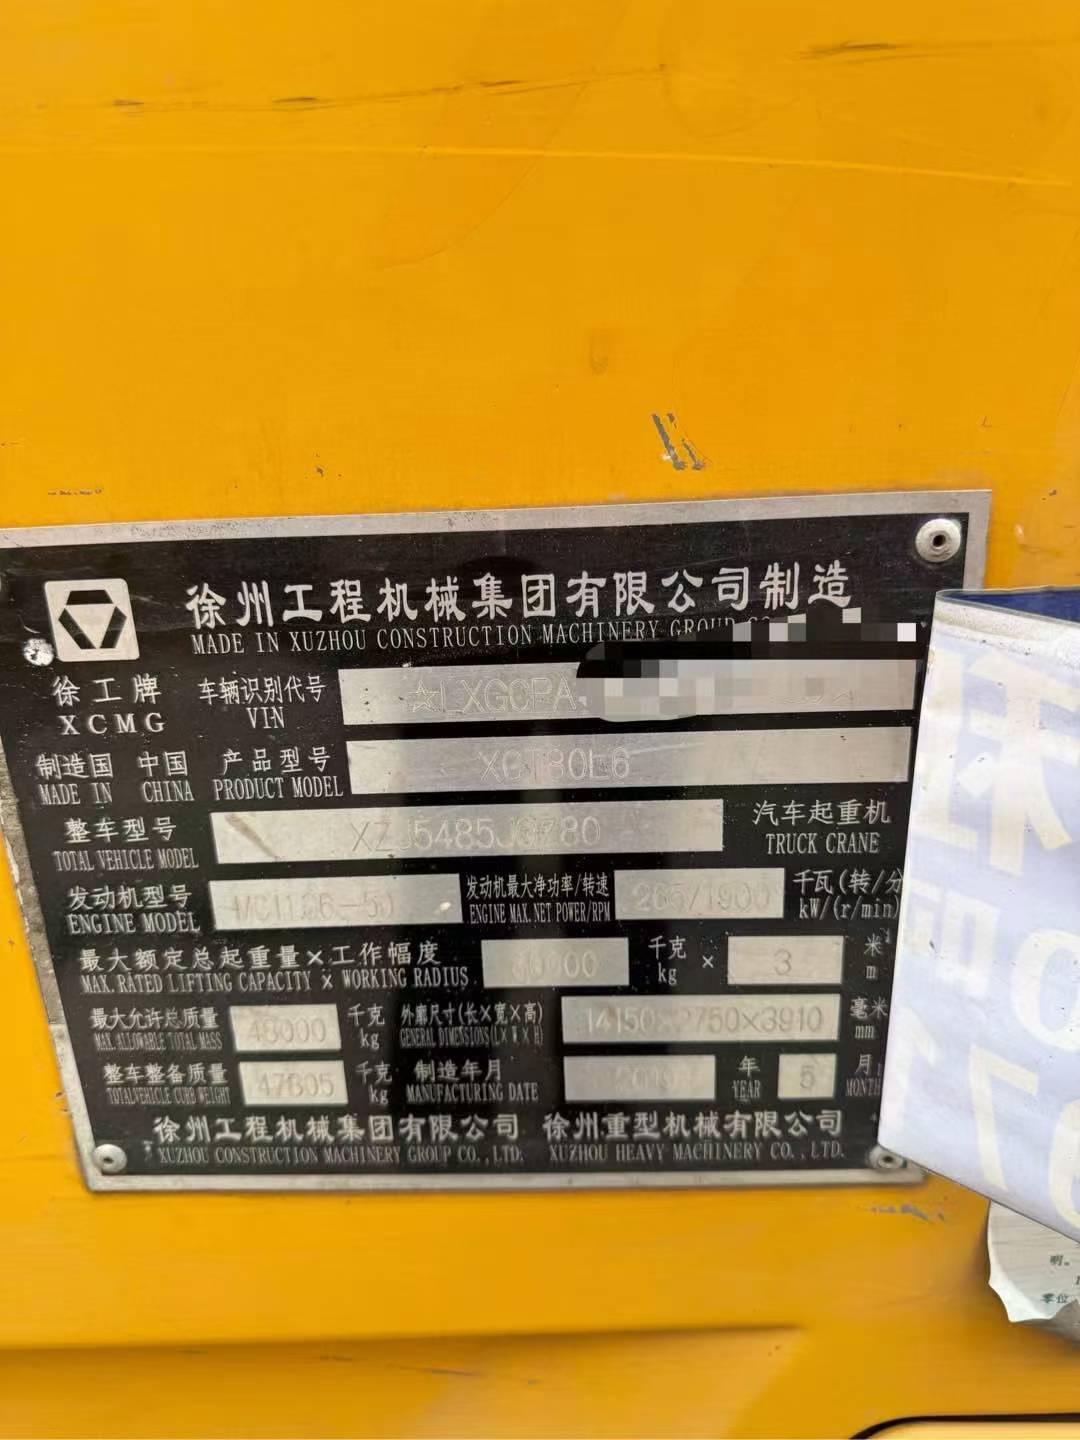 徐州工程机械集团有限公司制造
MADE IN XUZHOU CONSTRUCTION MACHINERY GROUP
徐工牌 车辆识别代号 ☆LXGCPA
XCMG VIN
制造国 中国 产品型号 XCT80L6
MADE IN CHINA PRODUCT MODEL
整车型号 XZJ5485JQZ80 汽车起重机
TOTAL VEHICLE MODEL TRUCK CRANE
发动机型号 MC11.36-50 发动机最大净功率/转速 265/1900 千瓦(转/分
ENGINE MODEL ENGINE MAX. NET POWER/RPM kW/(r/min)
最大额定总起重量×工作幅度 80000 千克 × 3 米
MAX. RATED LIFTING CAPACITY × WORKING RADIUS kg m
最大允许总质量 48000 千克 外廓尺寸(长×宽×高) 14150×2750×3910 毫米
MAX. ALLOWABLE TOTAL MASS kg GENERAL DIMENSIONS(L X W X H) mm
整车整备质量 47805 千克 制造年月 年 5 月
TOTALVEHICLE CURB WEIGHT kg MANUFACTURING DATE YEAR MONTH
徐州工程机械集团有限公司 徐州重型机械有限公司
XUZHOU CONSTRUCTION MACHINERY GROUP CO.,LTD. XUZHOU HEAVY MACHINERY CO.,LTD.
明。
零位